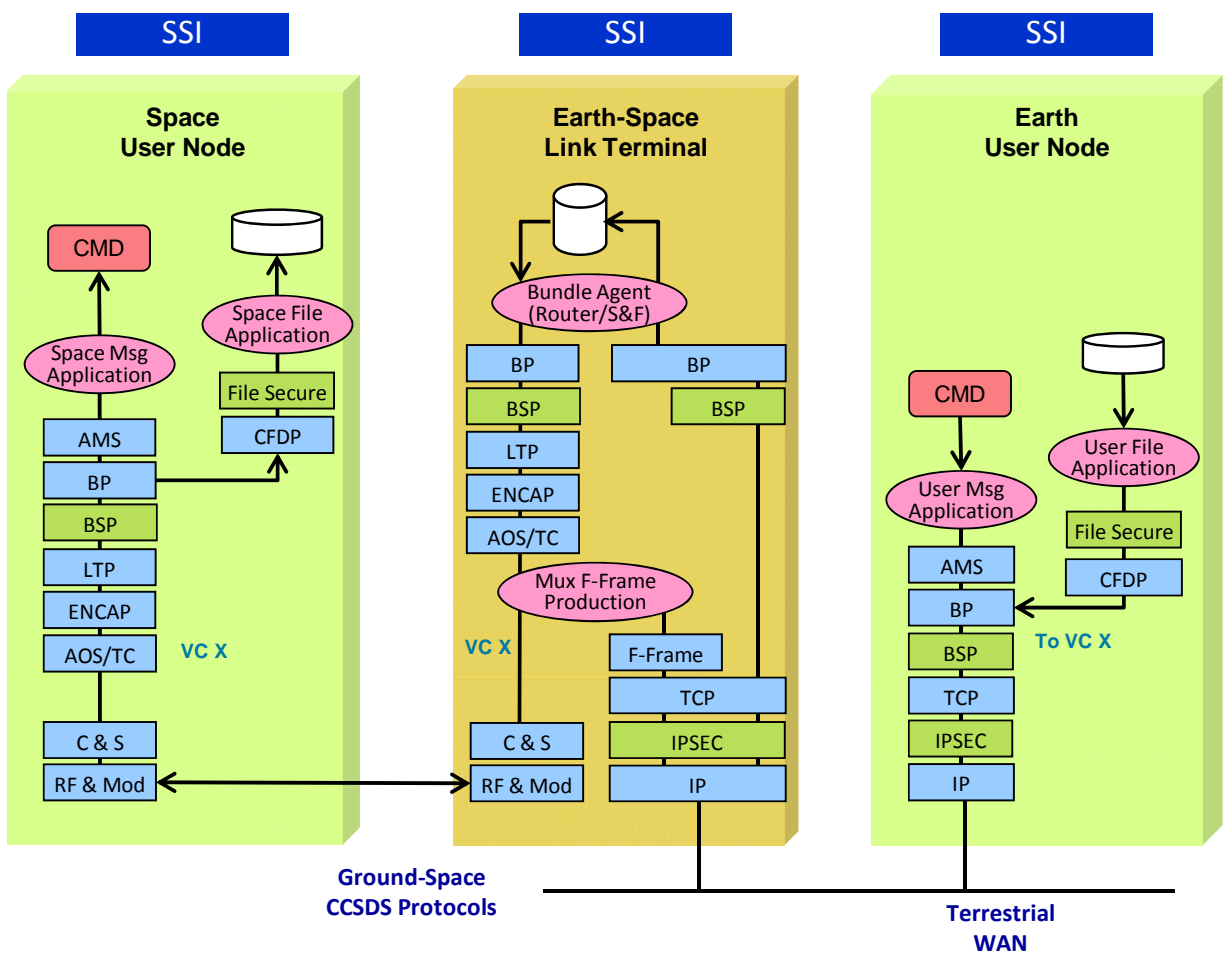 SSI
SSI
SSI
Space
User Node
CMD
Space File
Application
Space Msg
Application
File Secure
AMS
CFDP
BP
BSP
LTP
ENCAP
AOS/TC
VC X
C & S
RF & Mod
Earth-Space
Link Terminal
Bundle Agent
(Router/S&F)
BP
BP
BSP
BSP
LTP
ENCAP
AOS/TC
Mux F-Frame
Production
VC X
F-Frame
TCP
C & S
IPSEC
RF & Mod
IP
Earth
User Node
CMD
User File
Application
User Msg
Application
File Secure
AMS
CFDP
BP
To VC X
BSP
TCP
IPSEC
IP
Ground-Space
CCSDS Protocols
Terrestrial
WAN